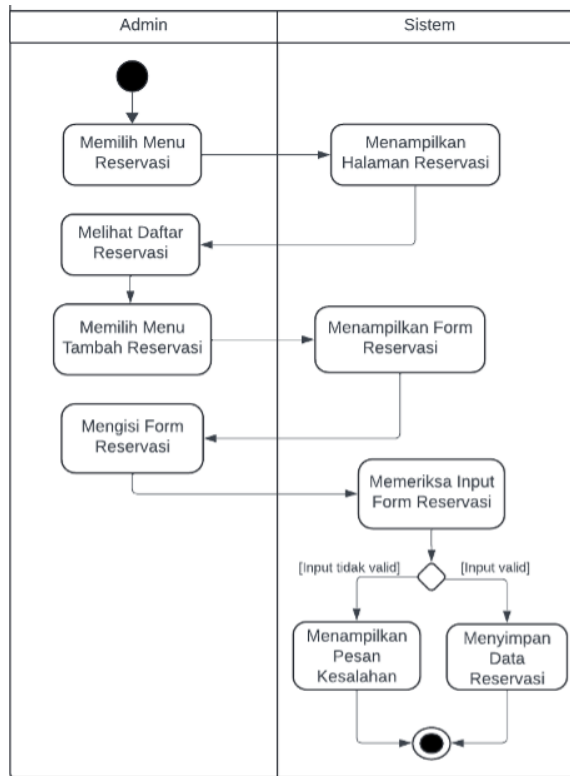 Admin
Sistem
Memilih Menu
Reservasi
Menampilkan
Halaman Reservasi
Melihat Daftar
Reservasi
Memilih Menu
Tambah Reservasi
Menampilkan Form
Reservasi
Mengisi Form
Reservasi
Memeriksa Input
Form Reservasi
[Input tidak valid]
[Input valid]
Menampilkan
Pesan
Kesalahan
Menyimpan
Data
Reservasi